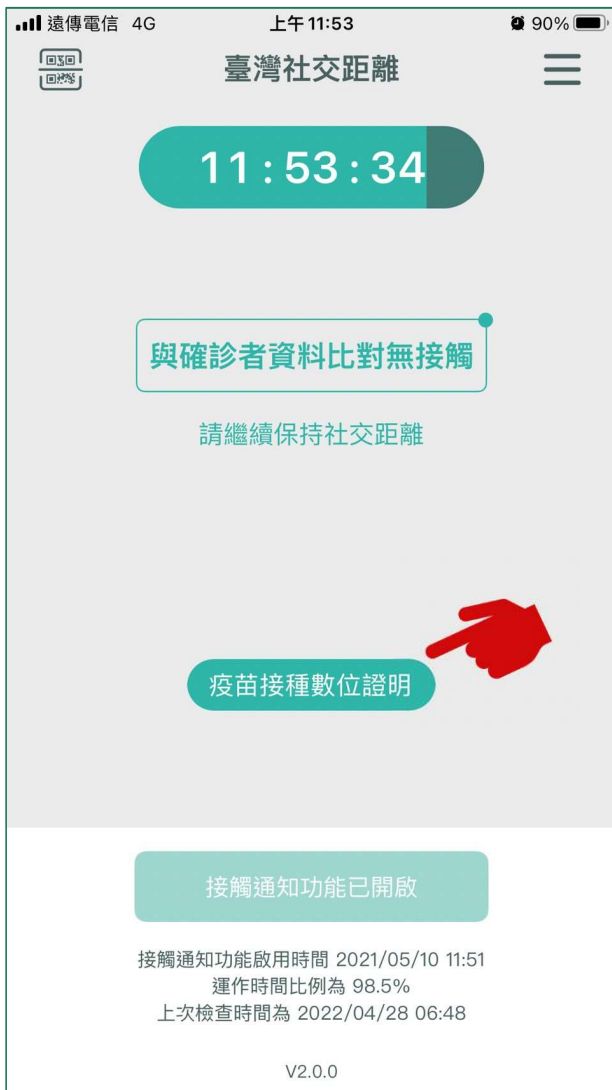 遠傳電信 4G 上午11:53 90%
臺灣社交距離
11:53:34
與確診者資料比對無接觸
請繼續保持社交距離
疫苗接種數位證明
接觸通知功能已開啟
接觸通知功能啟用時間 2021/05/10 11:51
運作時間比例為 98.5%
上次檢查時間為 2022/04/28 06:48
V2.0.0